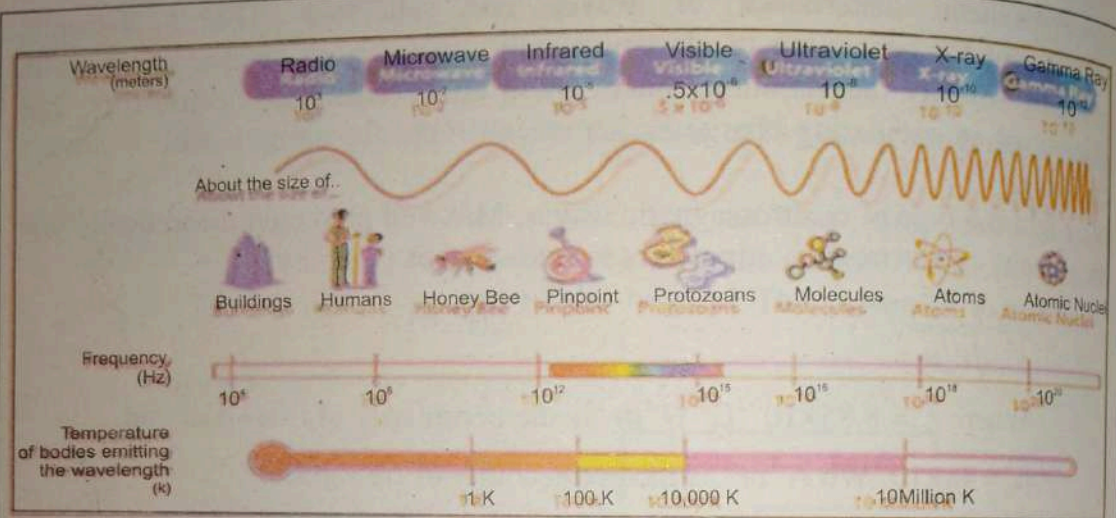 Wavelength
(meters)
Radio Microwave Infrared Visible Ultraviolet X-ray Gamma Ray
10⁻² 10⁻⁵ .5x10⁻⁶ 10⁻⁸ 10⁻¹⁰ 10⁻¹²
About the size of..
Buildings Humans Honey Bee Pinpoint Protozoans Molecules Atoms Atomic Nuclei
Frequency
(Hz)
10⁴ 10⁸ 10¹² 10¹⁵ 10¹⁶ 10¹⁸ 10²⁰
Temperature
of bodies emitting
the wavelength
(k)
1 K 100 K 10,000 K 10Million K